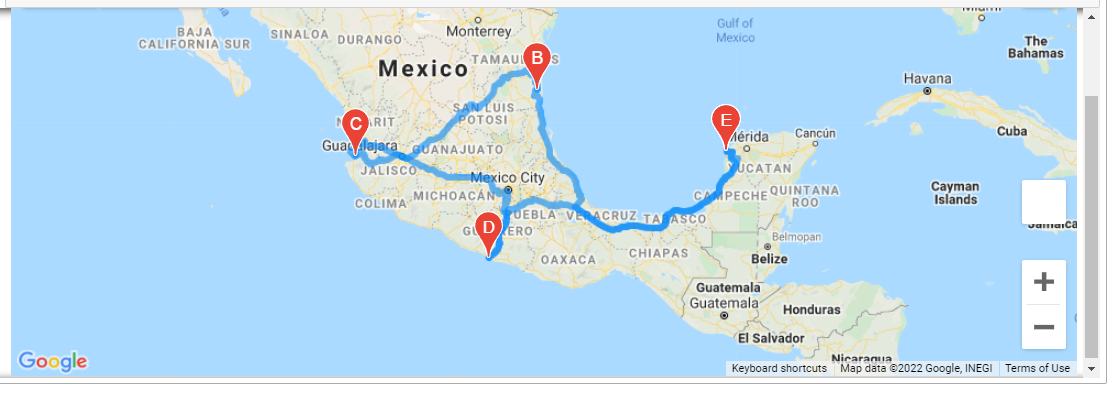 Miami
Gulf of
Mexico
BAJA
CALIFORNIA SUR
SINALOA
DURANGO
Monterrey
The
Bahamas
TAMAULIPAS
B
Mexico
Havana
SAN LUIS
POTOSI
Cuba
C
NAYARIT
Guadalajara
GUANAJUATO
E
Mérida
Cancún
JALISCO
Mexico City
YUCATAN
MICHOACÁN
CAMPECHE
QUINTANA
ROO
Cayman
Islands
COLIMA
PUEBLA
VERACRUZ
TABASCO
Jamaica
D
GUERRERO
OAXACA
CHIAPAS
Belmopan
Belize
Guatemala
Guatemala
Honduras
El Salvador
Nicaragua
Google
Keyboard shortcuts
Map data ©2022 Google, INEGI
Terms of Use